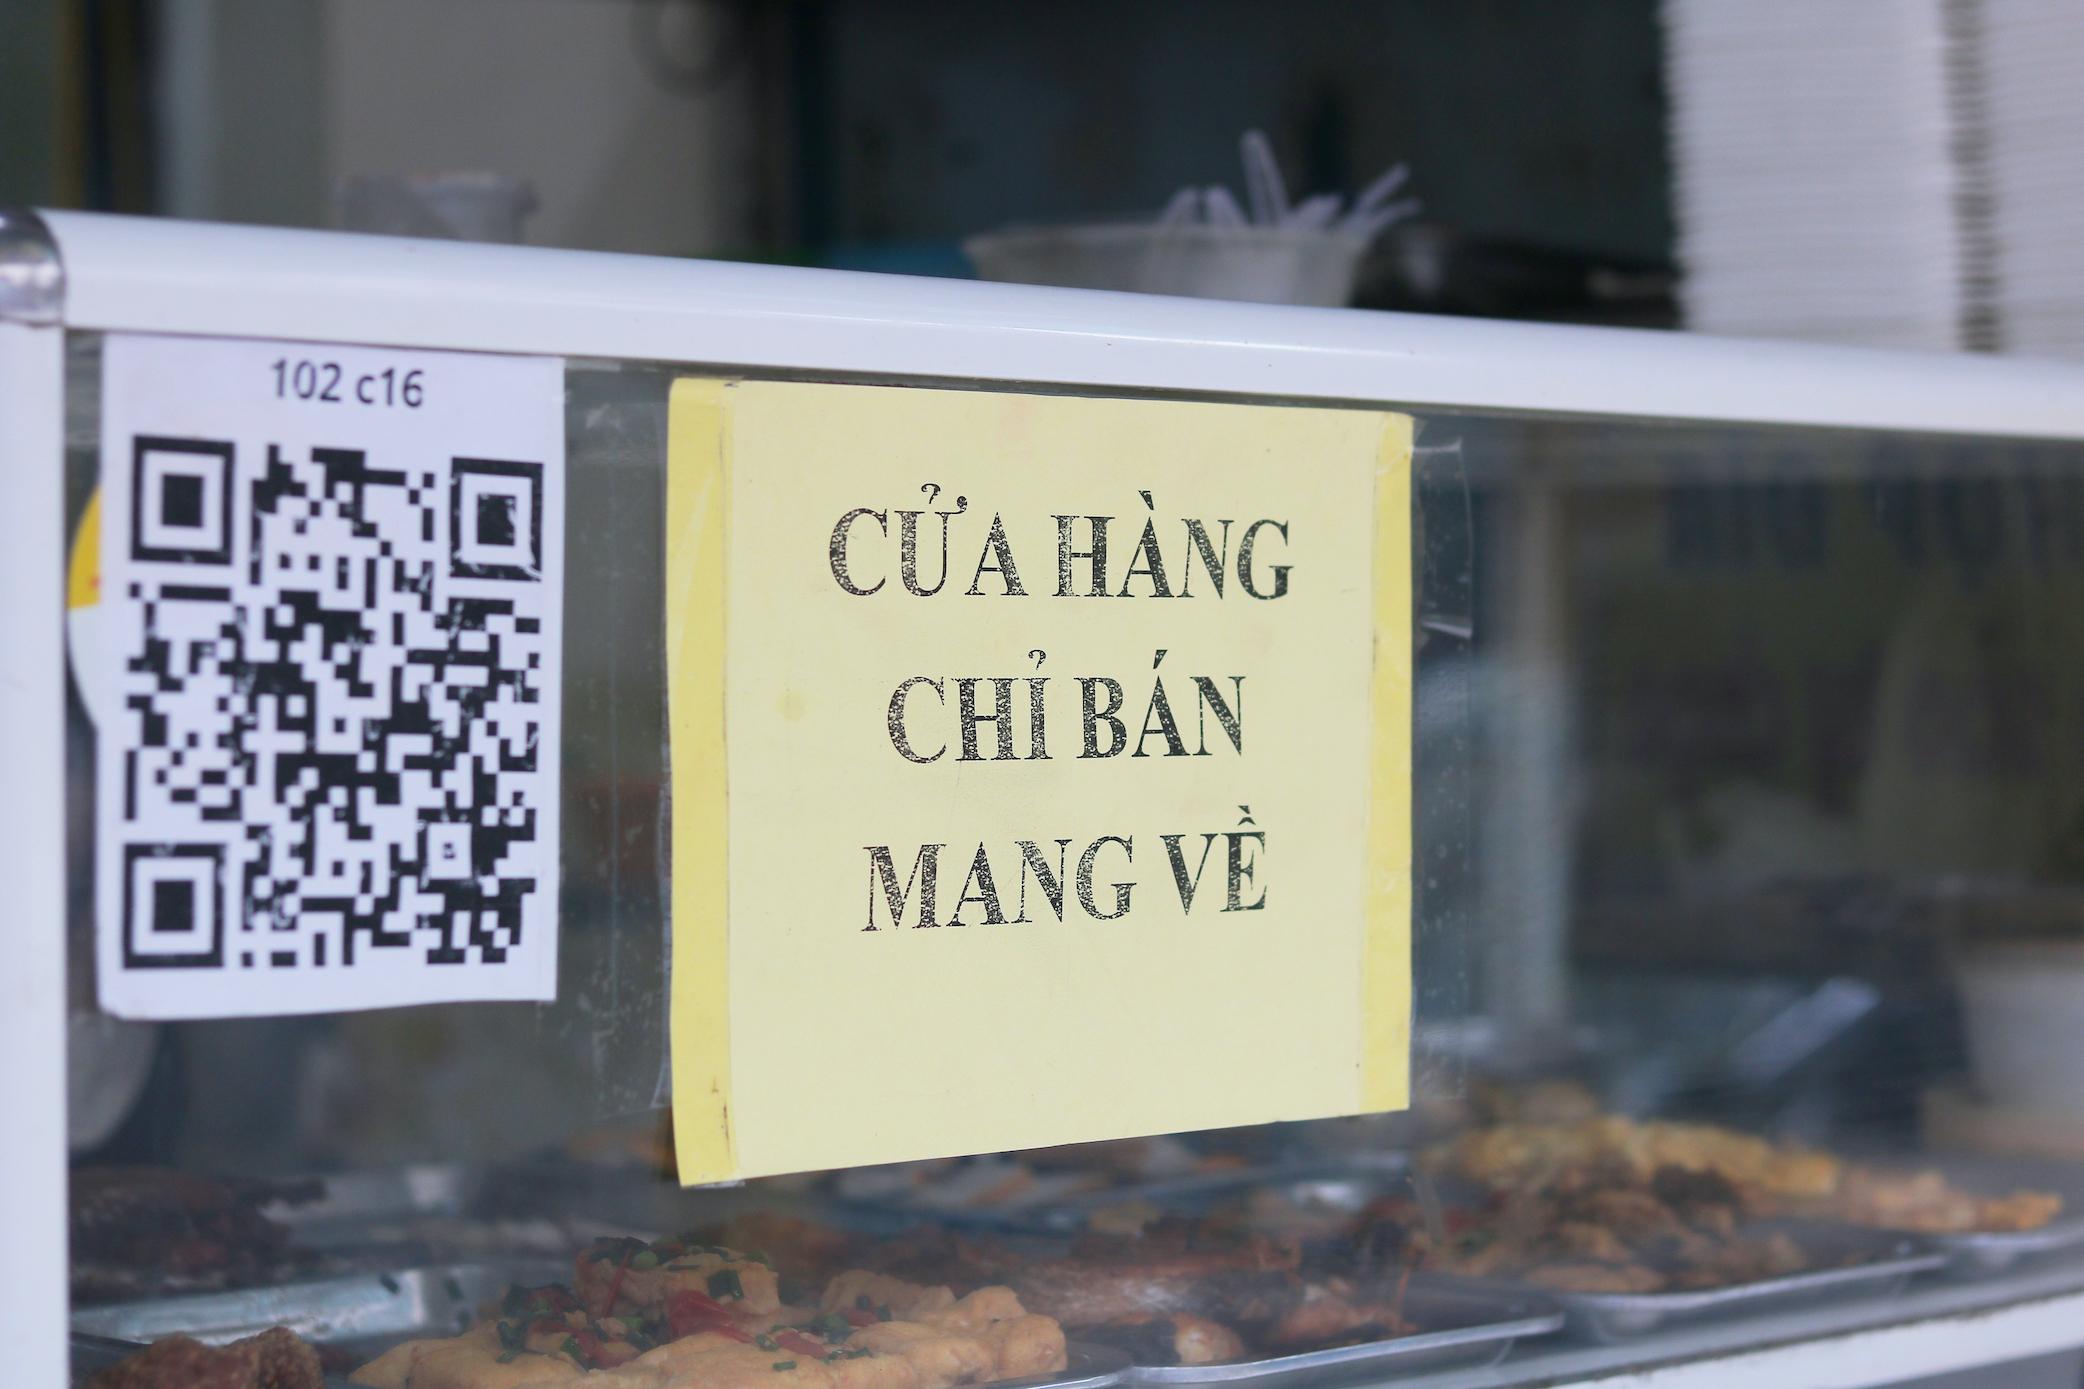 102 c16
CỬA HÀNG
CHỈ BÁN
MANG VỀ